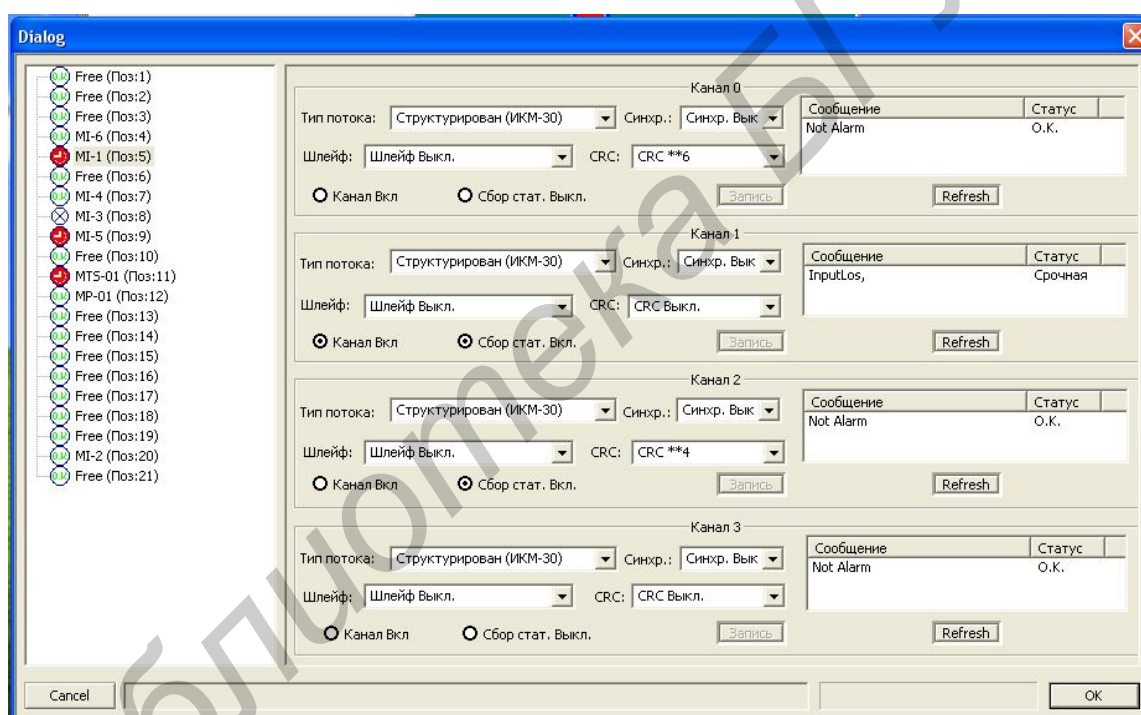 Dialog
Free (Поз:1)
Free (Поз:2)
Free (Поз:3)
MI-6 (Поз:4)
MI-1 (Поз:5)
Free (Поз:6)
MI-4 (Поз:7)
MI-3 (Поз:8)
MI-5 (Поз:9)
Free (Поз:10)
MTS-01 (Поз:11)
MP-01 (Поз:12)
Free (Поз:13)
Free (Поз:14)
Free (Поз:15)
Free (Поз:16)
Free (Поз:17)
Free (Поз:18)
Free (Поз:19)
MI-2 (Поз:20)
Free (Поз:21)
Канал 0
Тип потока: Структурирован (ИКМ-30) Синхр.: Синхр. Вык
Шлейф: Шлейф Выкл. CRC: CRC **6
Канал Вкл Сбор стат. Выкл. Запись
Сообщение Статус
Not Alarm O.K.
Refresh
Канал 1
Тип потока: Структурирован (ИКМ-30) Синхр.: Синхр. Вык
Шлейф: Шлейф Выкл. CRC: CRC Выкл.
Канал Вкл Сбор стат. Вкл. Запись
Сообщение Статус
InputLos, Срочная
Refresh
Канал 2
Тип потока: Структурирован (ИКМ-30) Синхр.: Синхр. Вык
Шлейф: Шлейф Выкл. CRC: CRC **4
Канал Вкл Сбор стат. Вкл. Запись
Сообщение Статус
Not Alarm O.K.
Refresh
Канал 3
Тип потока: Структурирован (ИКМ-30) Синхр.: Синхр. Вык
Шлейф: Шлейф Выкл. CRC: CRC Выкл.
Канал Вкл Сбор стат. Выкл. Запись
Сообщение Статус
Not Alarm O.K.
Refresh
Cancel
OK